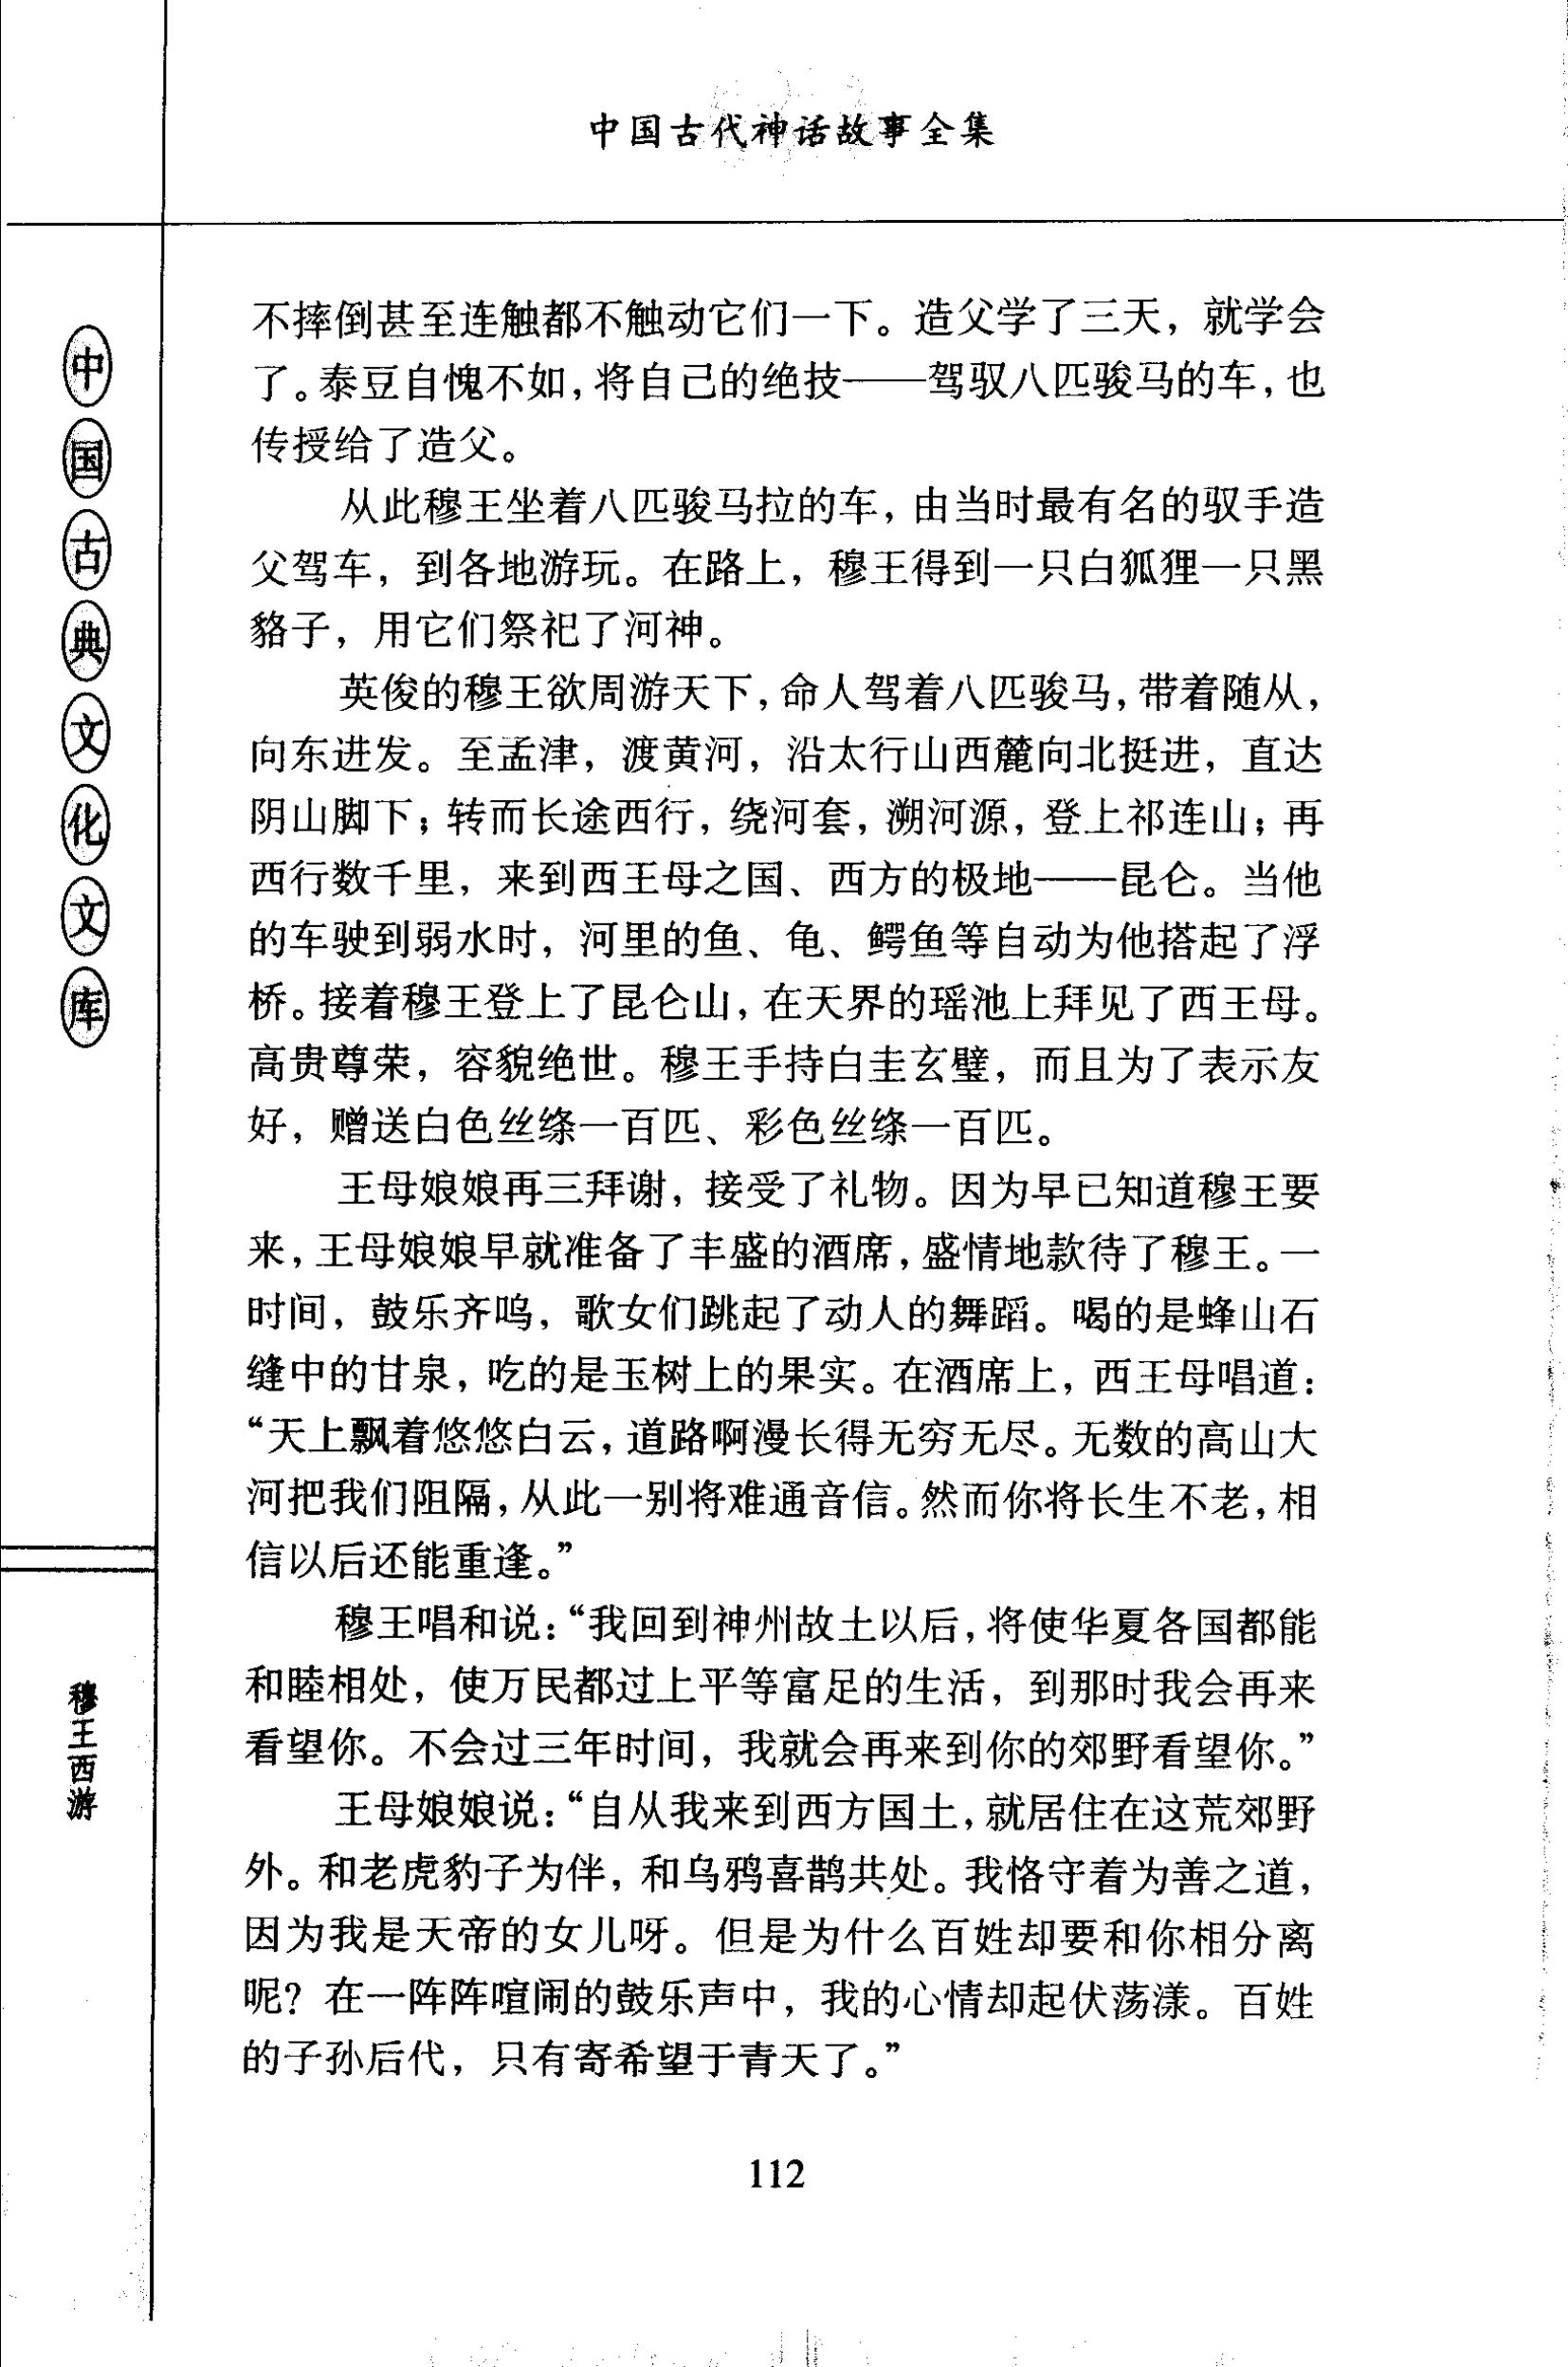 中国古代神话故事全集
中国古典文化文库
穆王西游
不摔倒甚至连触都不触动它们一下。造父学了三天，就学会
了。泰豆自愧不如，将自己的绝技——驾驭八匹骏马的车，也
传授给了造父。
从此穆王坐着八匹骏马拉的车，由当时最有名的驭手造
父驾车，到各地游玩。在路上，穆王得到一只白狐狸一只黑
貉子，用它们祭祀了河神。
英俊的穆王欲周游天下，命人驾着八匹骏马，带着随从，
向东进发。至孟津，渡黄河，沿太行山西麓向北挺进，直达
阴山脚下；转而长途西行，绕河套，溯河源，登上祁连山；再
西行数千里，来到西王母之国、西方的极地——昆仑。当他
的车驶到弱水时，河里的鱼、龟、鳄鱼等自动为他搭起了浮
桥。接着穆王登上了昆仑山，在天界的瑶池上拜见了西王母。
高贵尊荣，容貌绝世。穆王手持白圭玄璧，而且为了表示友
好，赠送白色丝绦一百匹、彩色丝绦一百匹。
王母娘娘再三拜谢，接受了礼物。因为早已知道穆王要
来，王母娘娘早就准备了丰盛的酒席，盛情地款待了穆王。一
时间，鼓乐齐呜，歌女们跳起了动人的舞蹈。喝的是蜂山石
缝中的甘泉，吃的是玉树上的果实。在酒席上，西王母唱道：
“天上飘着悠悠白云，道路啊漫长得无穷无尽。无数的高山大
河把我们阻隔，从此一别将难通音信。然而你将长生不老，相
信以后还能重逢。”
穆王唱和说：“我回到神州故土以后，将使华夏各国都能
和睦相处，使万民都过上平等富足的生活，到那时我会再来
看望你。不会过三年时间，我就会再来到你的郊野看望你。”
王母娘娘说：“自从我来到西方国土，就居住在这荒郊野
外。和老虎豹子为伴，和乌鸦喜鹊共处。我恪守着为善之道，
因为我是天帝的女儿呀。但是为什么百姓却要和你相分离
呢？在一阵阵喧闹的鼓乐声中，我的心情却起伏荡漾。百姓
的子孙后代，只有寄希望于青天了。”
112